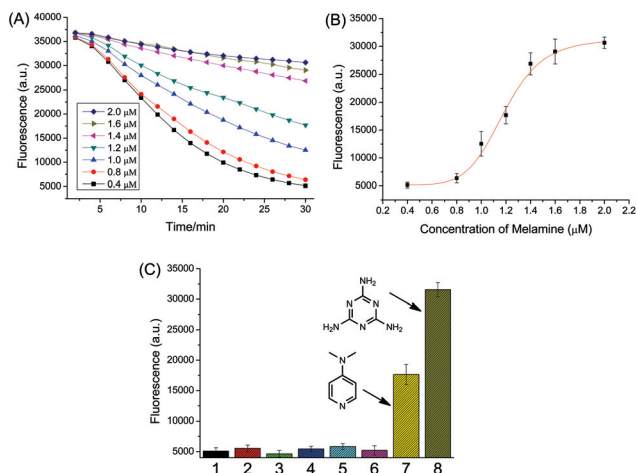 (A)
Fluorescence (a.u.)
40000
35000
30000
25000
20000
15000
10000
5000
2.0 μM
1.6 μM
1.4 μM
1.2 μM
1.0 μM
0.8 μM
0.4 μM
0 5 10 15 20 25 30
Time/min
(B)
Fluorescence (a.u.)
35000
30000
25000
20000
15000
10000
5000
0.2 0.4 0.6 0.8 1.0 1.2 1.4 1.6 1.8 2.0 2.2
Concentration of Melamine (μM)
(C)
Fluorescence (a.u.)
35000
30000
25000
20000
15000
10000
5000
NH2
N N
H2N N NH2
N
N
1 2 3 4 5 6 7 8